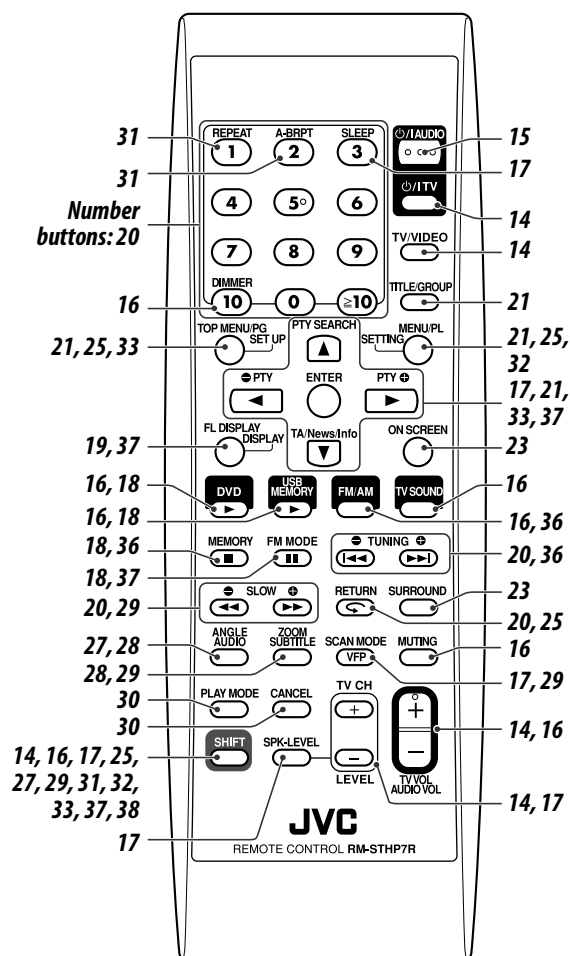 REPEAT A-BRPT SLEEP ⏻/I AUDIO
31 1 2 3 15
31 17
⏻/I TV
Number
buttons: 20
4 5 6 14
TV/VIDEO
7 8 9 14
DIMMER TITLE/GROUP
16 10 0 ≧10 21
TOP MENU/PG SET UP PTY SEARCH SETTING MENU/PL
21, 25, 33 21, 25,
32
⊖ PTY ENTER PTY ⊕ 17, 21,
33, 37
FL DISPLAY DISPLAY TA/News/Info ON SCREEN
19, 37 23
16, 18 DVD USB MEMORY FM/AM TV SOUND 16
16, 18 16, 36
MEMORY FM MODE ⊖ TUNING ⊕
18, 36 20, 36
18, 37
⊖ SLOW ⊕ RETURN SURROUND 23
20, 29 20, 25
ANGLE AUDIO ZOOM SUBTITLE SCAN MODE VFP MUTING
27, 28 16
28, 29 17, 29
PLAY MODE CANCEL TV CH
30 + +
30 14, 16
SHIFT SPK-LEVEL – –
14, 16, 17, 25, LEVEL TV VOL
27, 29, 31, 32, AUDIO VOL
33, 37, 38 14, 17
17
JVC
REMOTE CONTROL RM-STHP7R